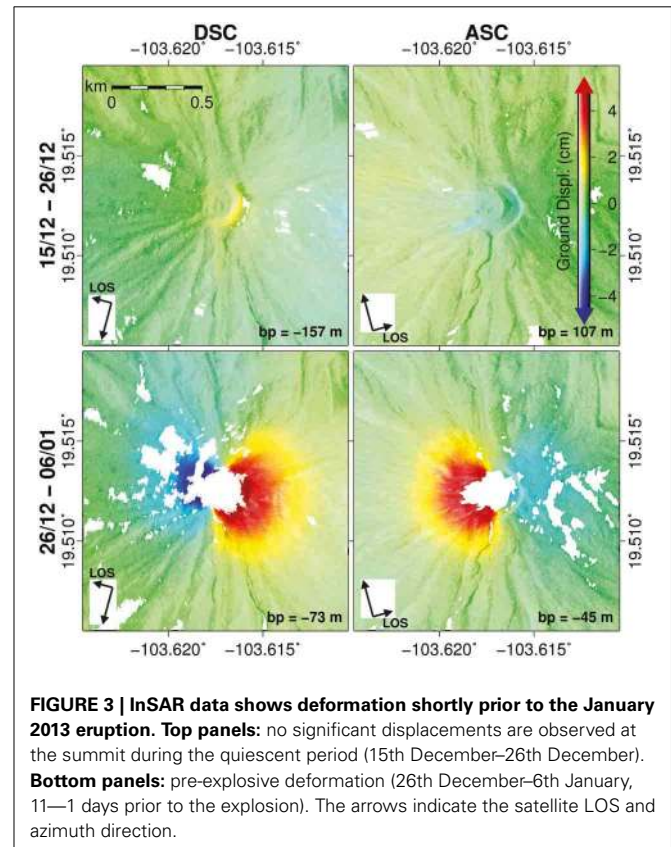 DSC
ASC
−103.620° −103.615°
−103.620° −103.615°
km
0 0.5
15/12 − 26/12
19.515°
19.510°
LOS
bp = −157 m
4
2
0
−2
−4
Ground Displ. (cm)
19.515°
19.510°
LOS
bp = 107 m
26/12 − 06/01
19.515°
19.510°
LOS
bp = −73 m
19.515°
19.510°
LOS
bp = −45 m
−103.620° −103.615°
−103.620° −103.615°
FIGURE 3 | InSAR data shows deformation shortly prior to the January
2013 eruption. Top panels: no significant displacements are observed at
the summit during the quiescent period (15th December–26th December).
Bottom panels: pre-explosive deformation (26th December–6th January,
11—1 days prior to the explosion). The arrows indicate the satellite LOS and
azimuth direction.